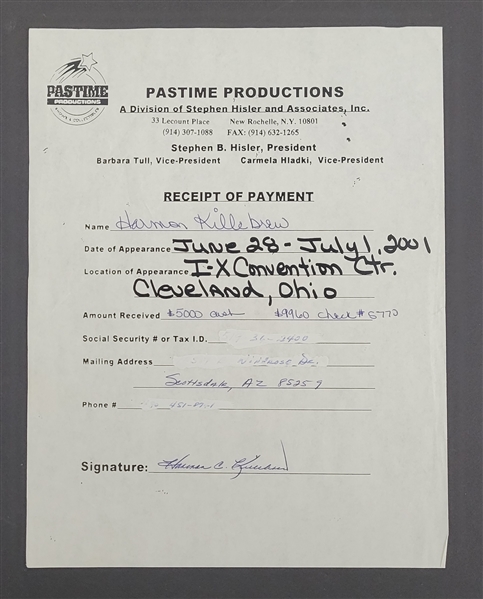 PASTIME
PRODUCTIONS
PASTIME PRODUCTIONS
A Division of Stephen Hisler and Associates, Inc.
33 Lecount Place New Rochelle, N.Y. 10801
(914) 307-1088 FAX: (914) 632-1265
Stephen B. Hisler, President
Barbara Tull, Vice-President Carmela Hladki, Vice-President
RECEIPT OF PAYMENT
Name Harmon Killebrew
Date of Appearance June 28 - July 1, 2001
Location of Appearance I-X Convention Ctr.
Cleveland, Ohio
Amount Received $5000 cash $9960 check # 5770
Social Security # or Tax I.D.
Mailing Address Dr.
Scottsdale, AZ 85259
Phone #
Signature: Harmon C. Killebrew